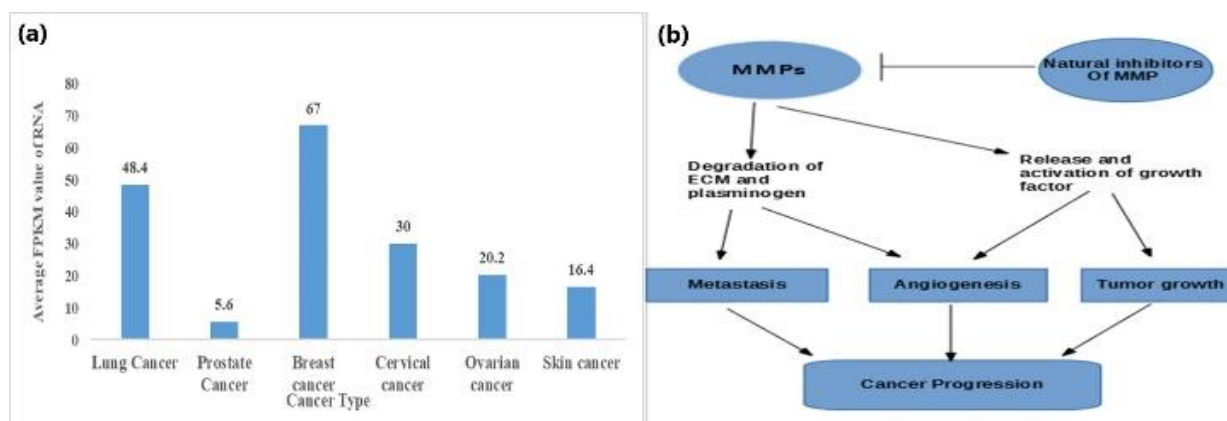 (a)
Average FPKM value of RNA
80
70
60
50
40
30
20
10
0
48.4
5.6
67
30
20.2
16.4
Lung Cancer
Prostate
Cancer
Breast
cancer
Cervical
cancer
Ovarian
cancer
Skin cancer
Cancer Type
(b)
MMPs
Natural inhibitors
Of MMP
Degradation of
ECM and
plasminogen
Release and
activation of growth
factor
Metastasis
Angiogenesis
Tumor growth
Cancer Progression